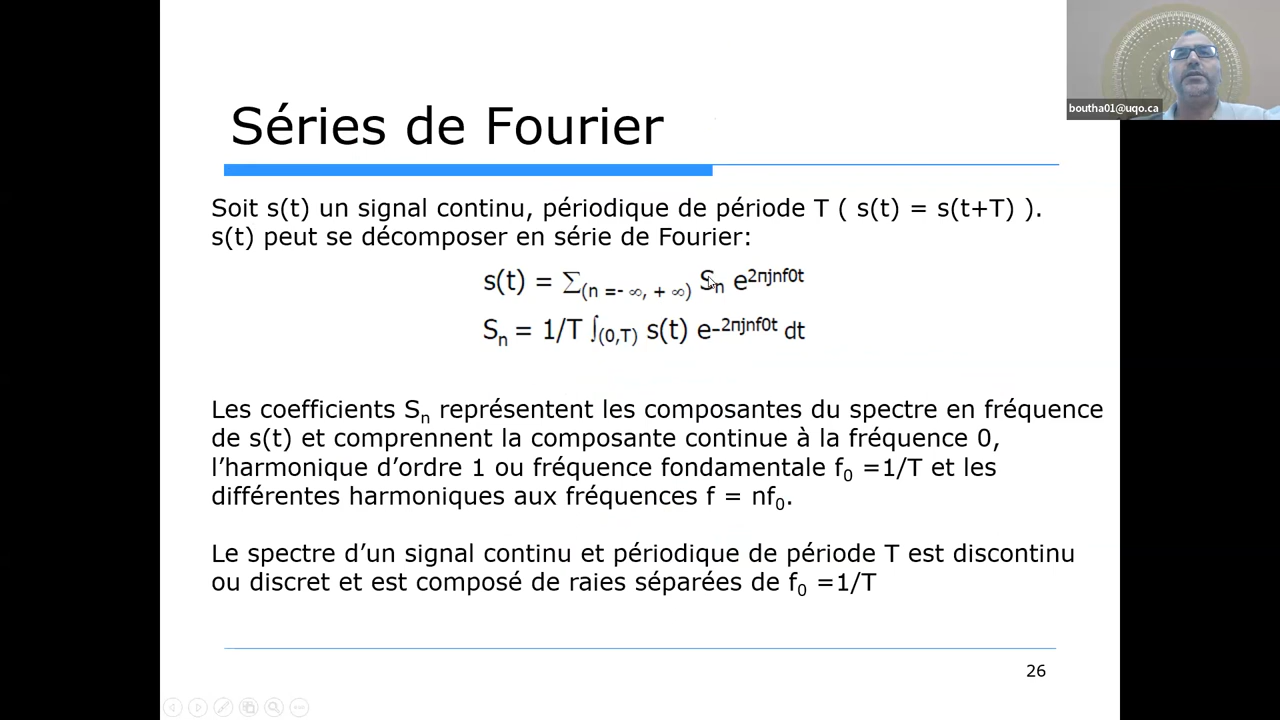 boutha01@uqo.ca
Séries de Fourier
Soit s(t) un signal continu, périodique de période T ( s(t) = s(t+T) ).
s(t) peut se décomposer en série de Fourier:
s(t) = ∑(n =- ∞, + ∞) Sn e2πjnf0t
Sn = 1/T ∫(0,T) s(t) e-2πjnf0t dt
Les coefficients Sn représentent les composantes du spectre en fréquence
de s(t) et comprennent la composante continue à la fréquence 0,
l’harmonique d’ordre 1 ou fréquence fondamentale f0 =1/T et les
différentes harmoniques aux fréquences f = nf0.
Le spectre d’un signal continu et périodique de période T est discontinu
ou discret et est composé de raies séparées de f0 =1/T
26